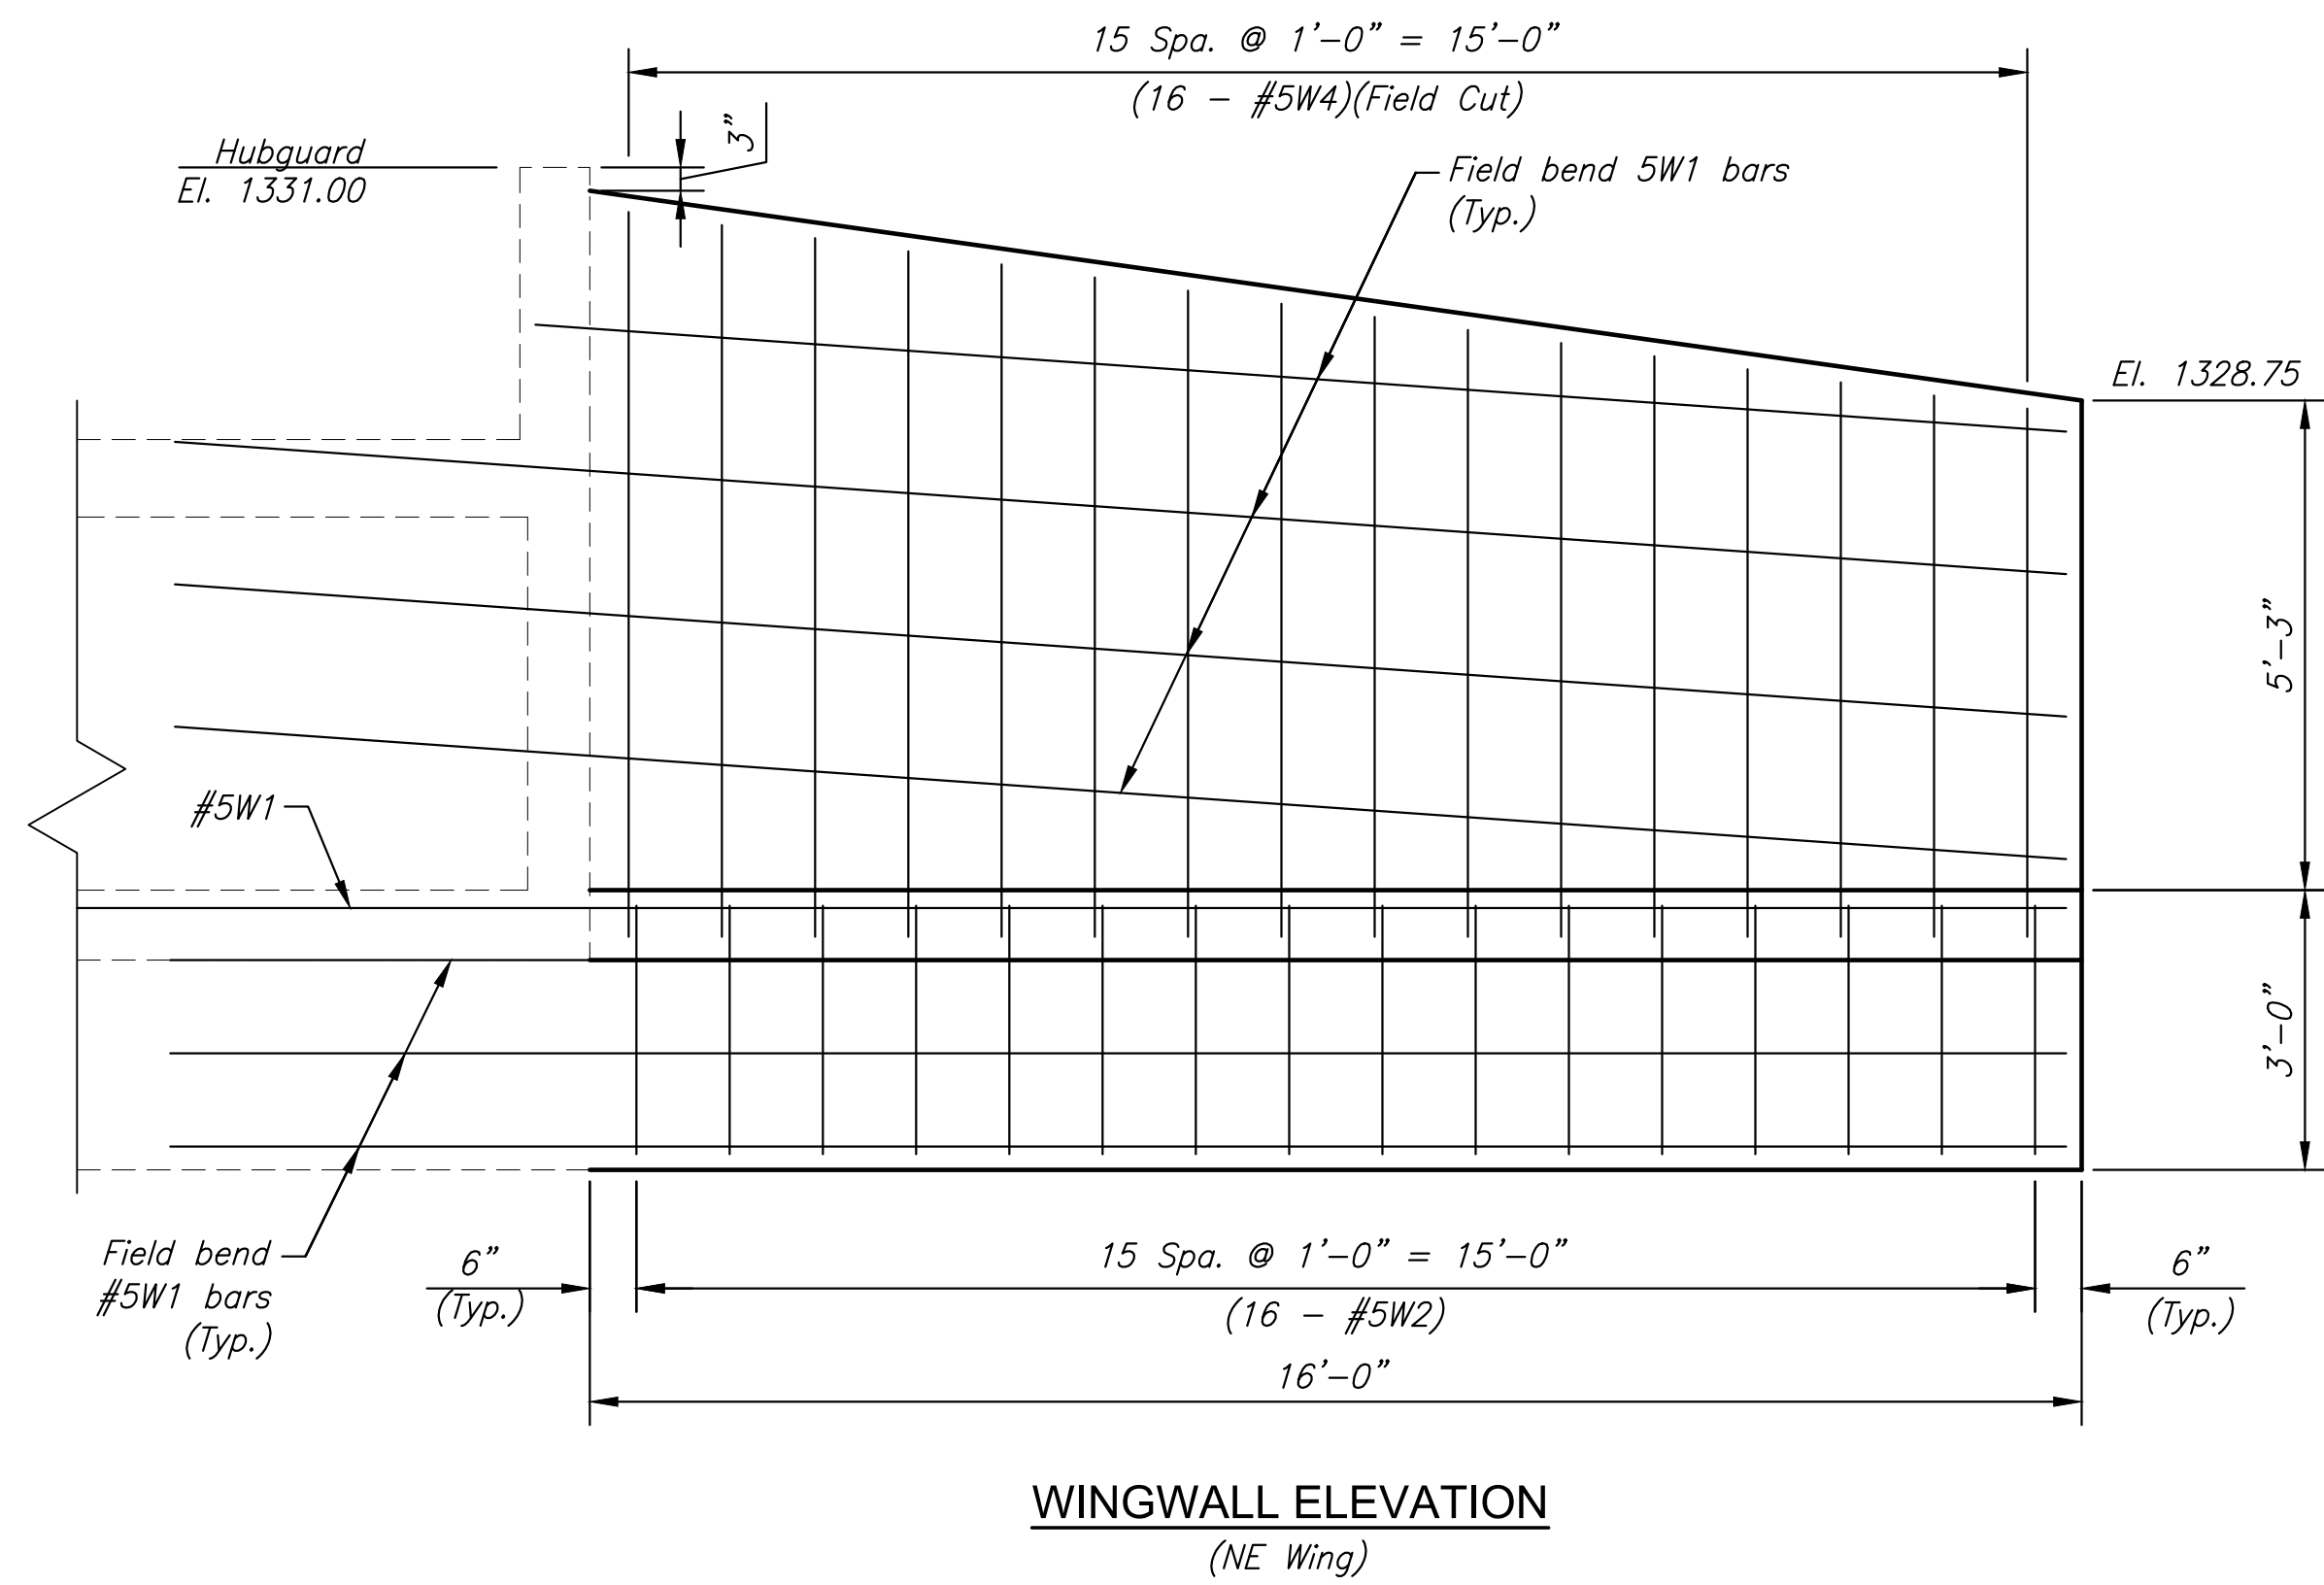 15 Spa. @ 1'-0" = 15'-0"
(16 - #5W4)(Field Cut)
3"
Hubguard
El. 1331.00
Field bend 5W1 bars
(Typ.)
El. 1328.75
5'-3"
#5W1
3'-0"
Field bend
#5W1 bars
(Typ.)
6"
(Typ.)
15 Spa. @ 1'-0" = 15'-0"
(16 - #5W2)
6"
(Typ.)
16'-0"
WINGWALL ELEVATION
(NE Wing)